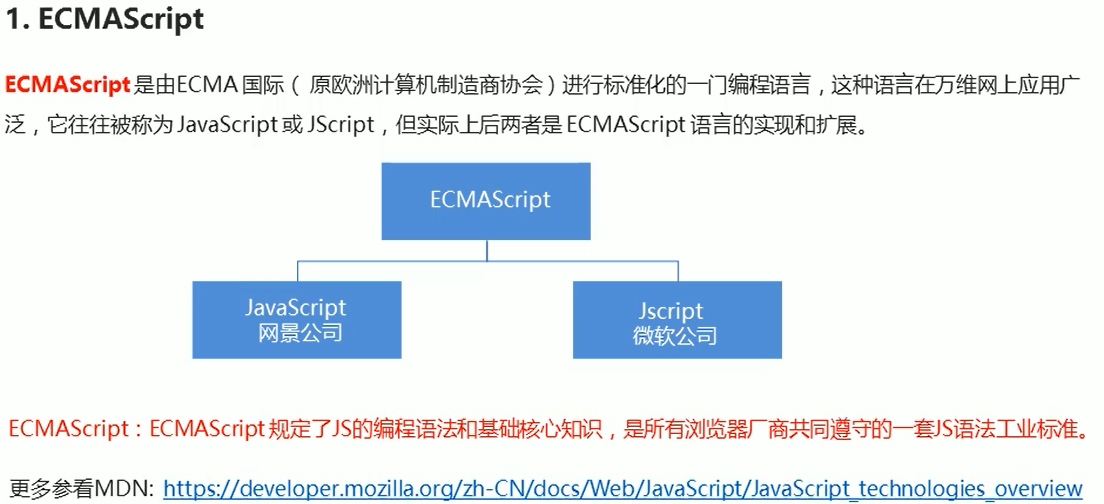 1. ECMAScript
ECMAScript 是由ECMA 国际（ 原欧洲计算机制造商协会）进行标准化的一门编程语言，这种语言在万维网上应用广
泛，它往往被称为 JavaScript 或 JScript，但实际上后两者是 ECMAScript 语言的实现和扩展。
ECMAScript
JavaScript
网景公司
Jscript
微软公司
ECMAScript：ECMAScript 规定了JS的编程语法和基础核心知识，是所有浏览器厂商共同遵守的一套JS语法工业标准。
更多参看MDN: https://developer.mozilla.org/zh-CN/docs/Web/JavaScript/JavaScript_technologies_overview